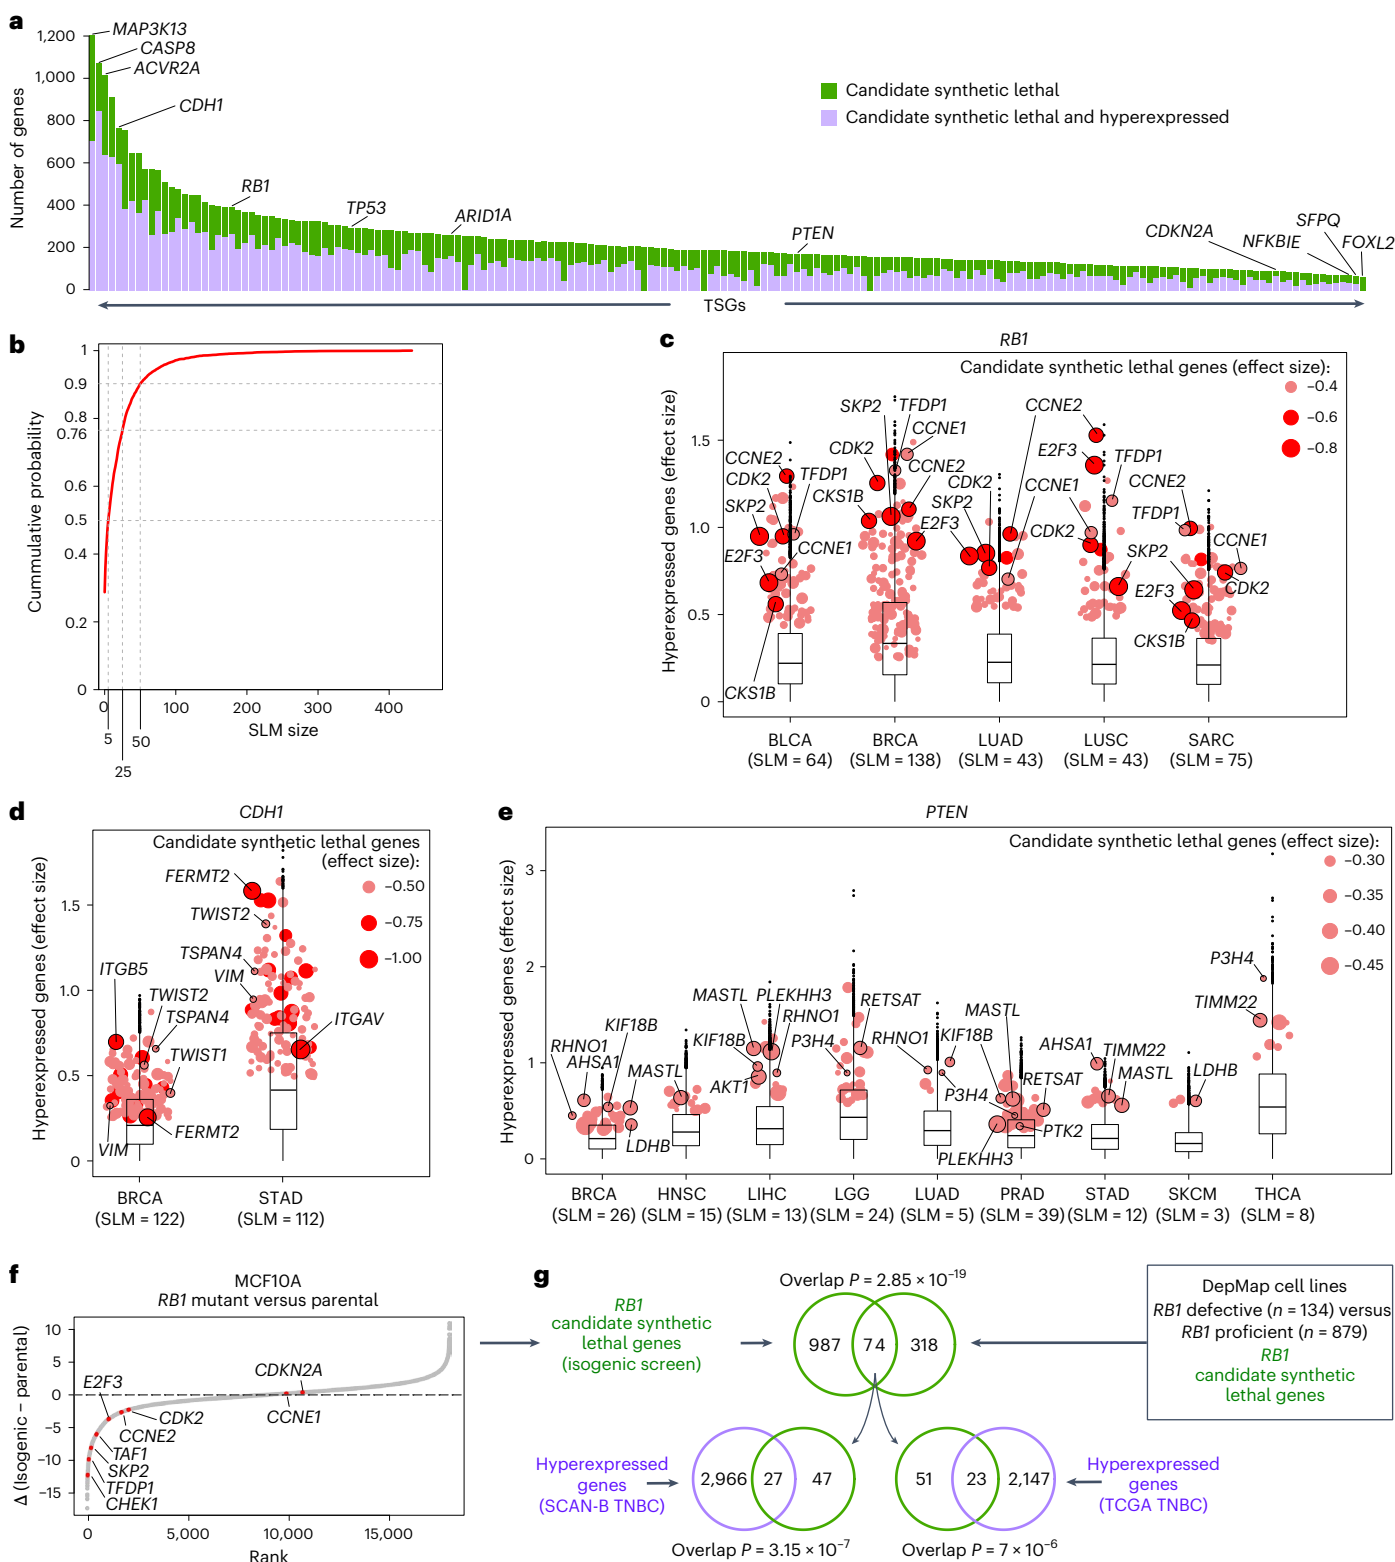 a
Number of genes
1,200
1,000
800
600
400
200
0
MAP3K13
CASP8
ACVR2A
CDH1
RB1
TP53
ARID1A
PTEN
CDKN2A
NFKBIE
SFPQ
FOXL2
Candidate synthetic lethal
Candidate synthetic lethal and hyperexpressed
TSGs
b
Cummulative probability
1
0.9
0.8
0.76
0.6
0.5
0.4
0.2
0
0
100
200
300
400
5
25
50
SLM size
c
RB1
Candidate synthetic lethal genes (effect size):
–0.4
–0.6
–0.8
Hyperexpressed genes (effect size)
1.5
1.0
0.5
0
CCNE2
CDK2
TFDP1
SKP2
E2F3
CCNE1
CKS1B
SKP2
TFDP1
CCNE1
CDK2
CCNE2
CKS1B
E2F3
CDK2
SKP2
CCNE2
CCNE1
E2F3
TFDP1
CDK2
SKP2
CCNE2
TFDP1
CCNE1
CDK2
E2F3
CKS1B
BLCA
(SLM = 64)
BRCA
(SLM = 138)
LUAD
(SLM = 43)
LUSC
(SLM = 43)
SARC
(SLM = 75)
d
CDH1
Candidate synthetic lethal genes
(effect size):
–0.50
–0.75
–1.00
Hyperexpressed genes (effect size)
1.5
1.0
0.5
0
FERMT2
TWIST2
TSPAN4
VIM
ITGAV
ITGB5
TWIST2
TSPAN4
TWIST1
FERMT2
VIM
BRCA
(SLM = 122)
STAD
(SLM = 112)
e
PTEN
Candidate synthetic lethal genes (effect size):
–0.30
–0.35
–0.40
–0.45
Hyperexpressed genes (effect size)
3
2
1
0
RHNO1
AHSA1
KIF18B
MASTL
LDHB
MASTL
PLEKHH3
KIF18B
RHNO1
AKT1
P3H4
RETSAT
RHNO1
KIF18B
P3H4
MASTL
RETSAT
PTK2
PLEKHH3
AHSA1
TIMM22
MASTL
LDHB
P3H4
TIMM22
BRCA
(SLM = 26)
HNSC
(SLM = 15)
LIHC
(SLM = 13)
LGG
(SLM = 24)
LUAD
(SLM = 5)
PRAD
(SLM = 39)
STAD
(SLM = 12)
SKCM
(SLM = 3)
THCA
(SLM = 8)
f
MCF10A
RB1 mutant versus parental
Δ (Isogenic – parental)
10
5
0
–5
–10
–15
E2F3
CDKN2A
CDK2
CCNE1
CCNE2
TAF1
SKP2
TFDP1
CHEK1
0
5,000
10,000
15,000
Rank
g
RB1
candidate synthetic
lethal genes
(isogenic screen)
Overlap P = 2.85 × 10⁻¹⁹
987
74
318
DepMap cell lines
RB1 defective (n = 134) versus
RB1 proficient (n = 879)
RB1
candidate synthetic
lethal genes
Hyperexpressed
genes
(SCAN-B TNBC)
2,966
27
47
Overlap P = 3.15 × 10⁻⁷
51
23
2,147
Overlap P = 7 × 10⁻⁶
Hyperexpressed
genes
(TCGA TNBC)